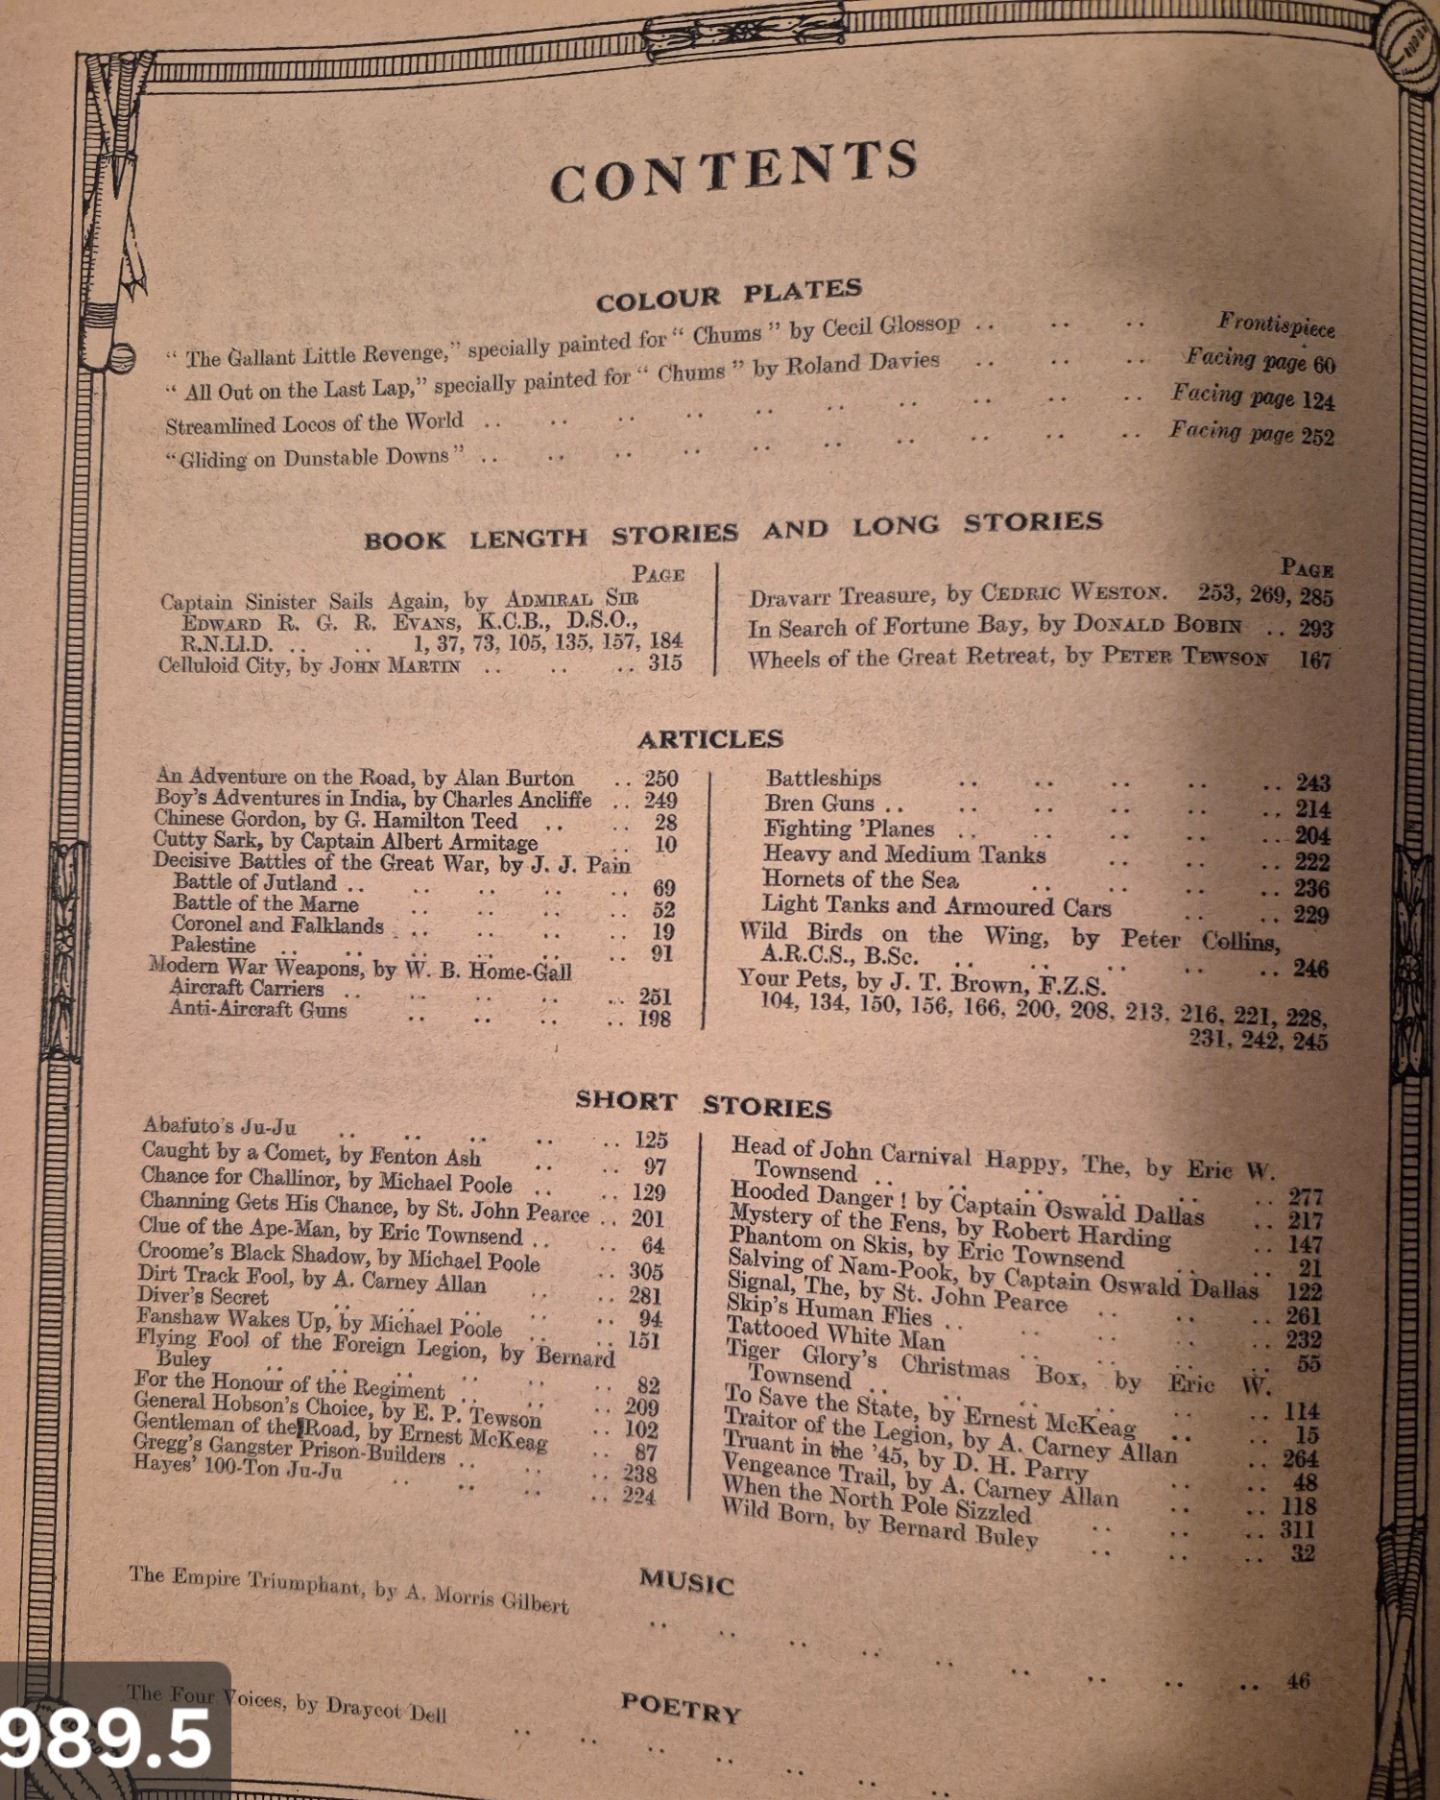 CONTENTS
COLOUR PLATES
“ The Gallant Little Revenge,” specially painted for “ Chums ” by Cecil Glossop .. .. .. Frontispiece
“ All Out on the Last Lap,” specially painted for “ Chums ” by Roland Davies .. .. .. Facing page 60
Streamlined Locos of the World .. .. .. .. .. .. .. .. .. .. Facing page 124
“Gliding on Dunstable Downs” .. .. .. .. .. .. .. .. .. .. Facing page 252
BOOK LENGTH STORIES AND LONG STORIES
PAGE
Captain Sinister Sails Again, by ADMIRAL SIR
EDWARD R. G. R. EVANS, K.C.B., D.S.O.,
R.N.Ll.D. .. .. 1, 37, 73, 105, 135, 157, 184
Celluloid City, by JOHN MARTIN .. .. .. 315
PAGE
Dravarr Treasure, by CEDRIC WESTON. 253, 269, 285
In Search of Fortune Bay, by DONALD BOBIN .. 293
Wheels of the Great Retreat, by PETER TEWSON 167
ARTICLES
An Adventure on the Road, by Alan Burton .. 250
Boy's Adventures in India, by Charles Ancliffe .. 249
Chinese Gordon, by G. Hamilton Teed .. .. 28
Cutty Sark, by Captain Albert Armitage .. 10
Decisive Battles of the Great War, by J. J. Pain
Battle of Jutland .. .. .. .. .. 69
Battle of the Marne .. .. .. .. 52
Coronel and Falklands .. .. .. .. 19
Palestine .. .. .. .. .. .. 91
Modern War Weapons, by W. B. Home-Gall
Aircraft Carriers .. .. .. .. .. 251
Anti-Aircraft Guns .. .. .. .. 198
Battleships .. .. .. .. .. 243
Bren Guns .. .. .. .. .. .. 214
Fighting 'Planes .. .. .. .. .. 204
Heavy and Medium Tanks .. .. .. 222
Hornets of the Sea .. .. .. .. 236
Light Tanks and Armoured Cars .. .. 229
Wild Birds on the Wing, by Peter Collins,
A.R.C.S., B.Sc. .. .. .. .. .. 246
Your Pets, by J. T. Brown, F.Z.S.
104, 134, 150, 156, 166, 200, 208, 213, 216, 221, 228,
231, 242, 245
SHORT STORIES
Abafuto's Ju-Ju .. .. .. .. .. 125
Caught by a Comet, by Fenton Ash .. .. 97
Chance for Challinor, by Michael Poole .. .. 129
Channing Gets His Chance, by St. John Pearce .. 201
Clue of the Ape-Man, by Eric Townsend .. .. 64
Croome's Black Shadow, by Michael Poole .. 305
Dirt Track Fool, by A. Carney Allan .. .. 281
Diver's Secret .. .. .. .. 94
Fanshaw Wakes Up, by Michael Poole .. .. 151
Flying Fool of the Foreign Legion, by Bernard
Buley .. .. .. .. .. .. 82
For the Honour of the Regiment .. .. .. 209
General Hobson's Choice, by E. P. Tewson .. 102
Gentleman of the Road, by Ernest McKeag .. 87
Gregg's Gangster Prison-Builders .. .. .. 238
Hayes' 100-Ton Ju-Ju .. .. .. .. 224
Head of John Carnival Happy, The, by Eric W.
Townsend .. .. .. .. .. .. 277
Hooded Danger ! by Captain Oswald Dallas .. 217
Mystery of the Fens, by Robert Harding .. 147
Phantom on Skis, by Eric Townsend .. .. 21
Salving of Nam-Pook, by Captain Oswald Dallas 122
Signal, The, by St. John Pearce .. .. .. 261
Skip's Human Flies .. .. .. .. .. 232
Tattooed White Man .. .. .. .. 55
Tiger Glory's Christmas Box, by Eric W.
Townsend .. .. .. .. .. .. 114
To Save the State, by Ernest McKeag .. .. 15
Traitor of the Legion, by A. Carney Allan .. 264
Truant in the '45, by D. H. Parry .. .. 48
Vengeance Trail, by A. Carney Allan .. .. 118
When the North Pole Sizzled .. .. .. 311
Wild Born, by Bernard Buley .. .. .. 32
MUSIC
The Empire Triumphant, by A. Morris Gilbert .. .. .. .. .. .. .. .. .. 46
POETRY
The Four Voices, by Draycot Dell .. .. .. .. .. .. ..
989.5